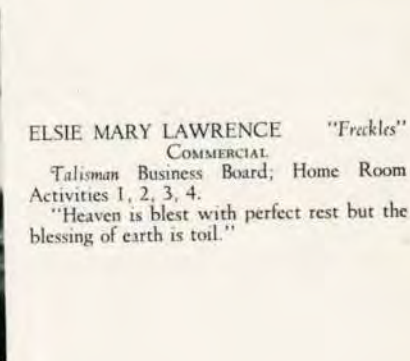 ELSIE MARY LAWRENCE "Freckles"
COMMERCIAL
Talisman Business Board; Home Room
Activities 1, 2, 3, 4.
"Heaven is blest with perfect rest but the
blessing of earth is toil."